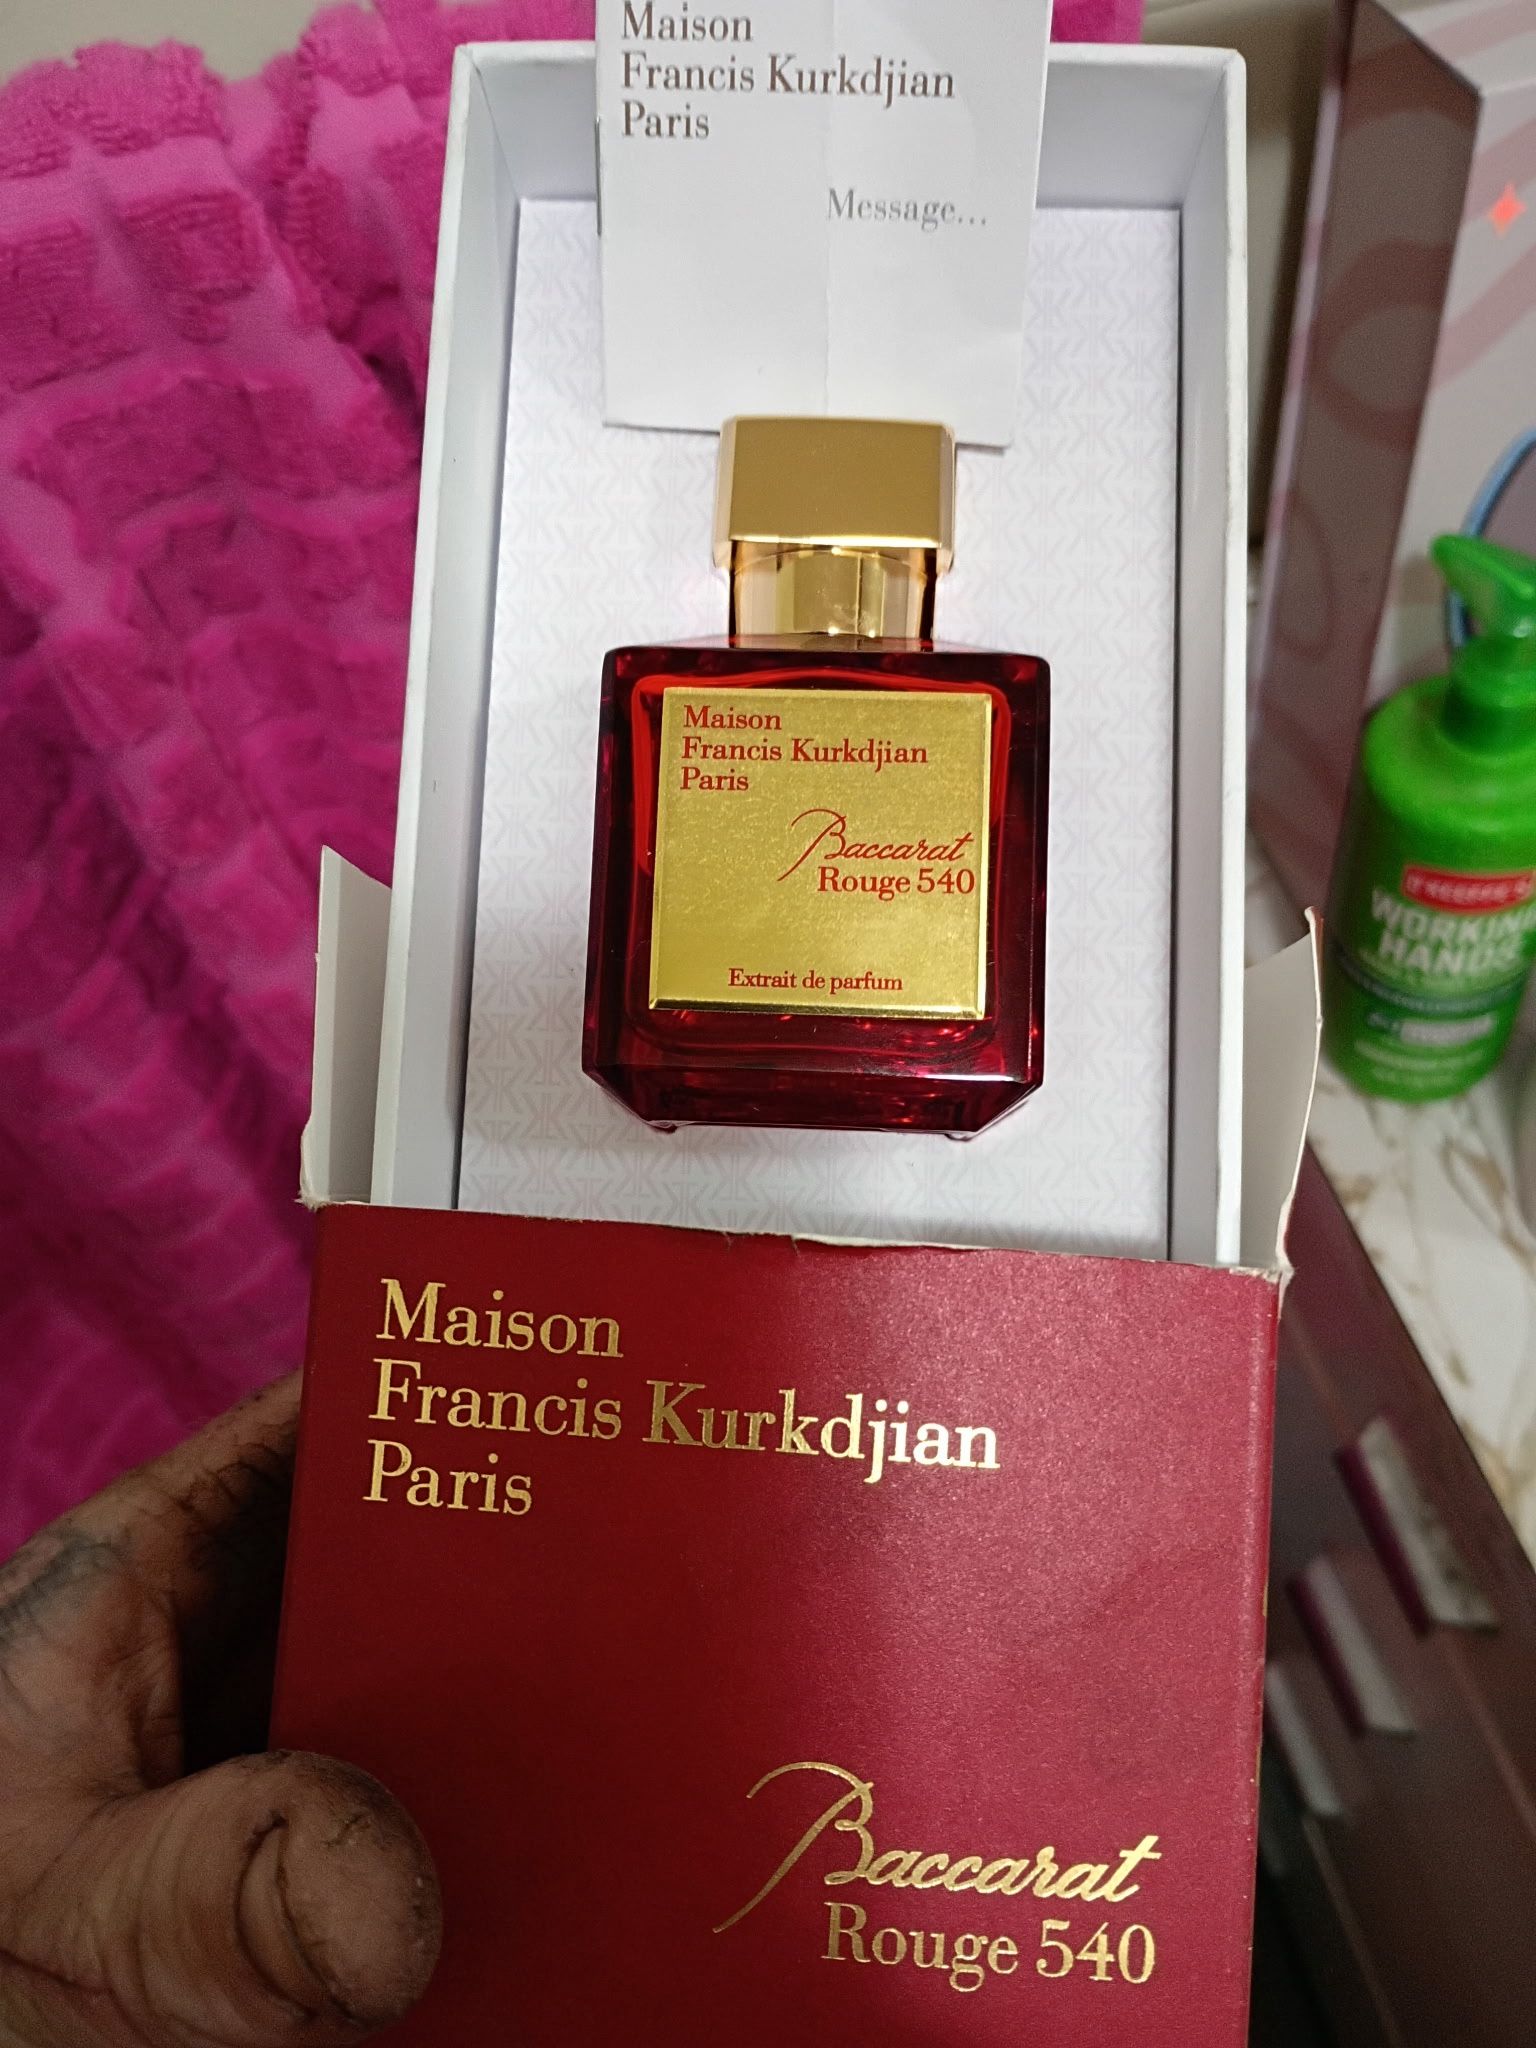 Maison
Francis Kurkdjian
Paris
Message...
Maison
Francis Kurkdjian
Paris
Baccarat
Rouge 540
Extrait de parfum
WORKING
HANDS
Maison
Francis Kurkdjian
Paris
Baccarat
Rouge 540